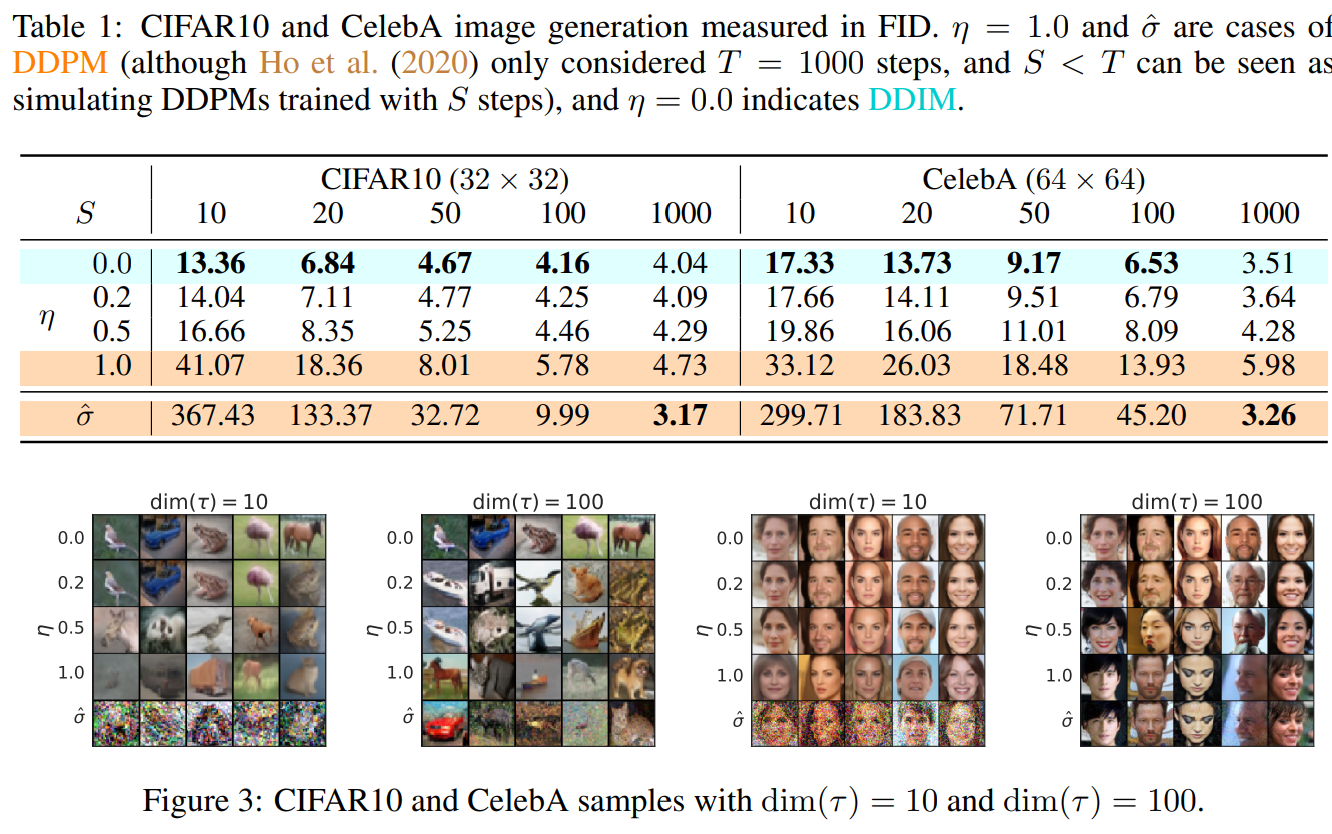 Table 1: CIFAR10 and CelebA image generation measured in FID. η = 1.0 and σ̂ are cases of
DDPM (although Ho et al. (2020) only considered T = 1000 steps, and S < T can be seen as
simulating DDPMs trained with S steps), and η = 0.0 indicates DDIM.
CIFAR10 (32 × 32) CelebA (64 × 64)
S 10 20 50 100 1000 10 20 50 100 1000
0.0 13.36 6.84 4.67 4.16 4.04 17.33 13.73 9.17 6.53 3.51
0.2 14.04 7.11 4.77 4.25 4.09 17.66 14.11 9.51 6.79 3.64
η
0.5 16.66 8.35 5.25 4.46 4.29 19.86 16.06 11.01 8.09 4.28
1.0 41.07 18.36 8.01 5.78 4.73 33.12 26.03 18.48 13.93 5.98
σ̂ 367.43 133.37 32.72 9.99 3.17 299.71 183.83 71.71 45.20 3.26
dim(τ) = 10 dim(τ) = 100 dim(τ) = 10 dim(τ) = 100
0.0 0.0 0.0 0.0
0.2 0.2 0.2 0.2
η 0.5 η 0.5 η 0.5 η 0.5
1.0 1.0 1.0 1.0
σ̂ σ̂ σ̂ σ̂
Figure 3: CIFAR10 and CelebA samples with dim(τ) = 10 and dim(τ) = 100.